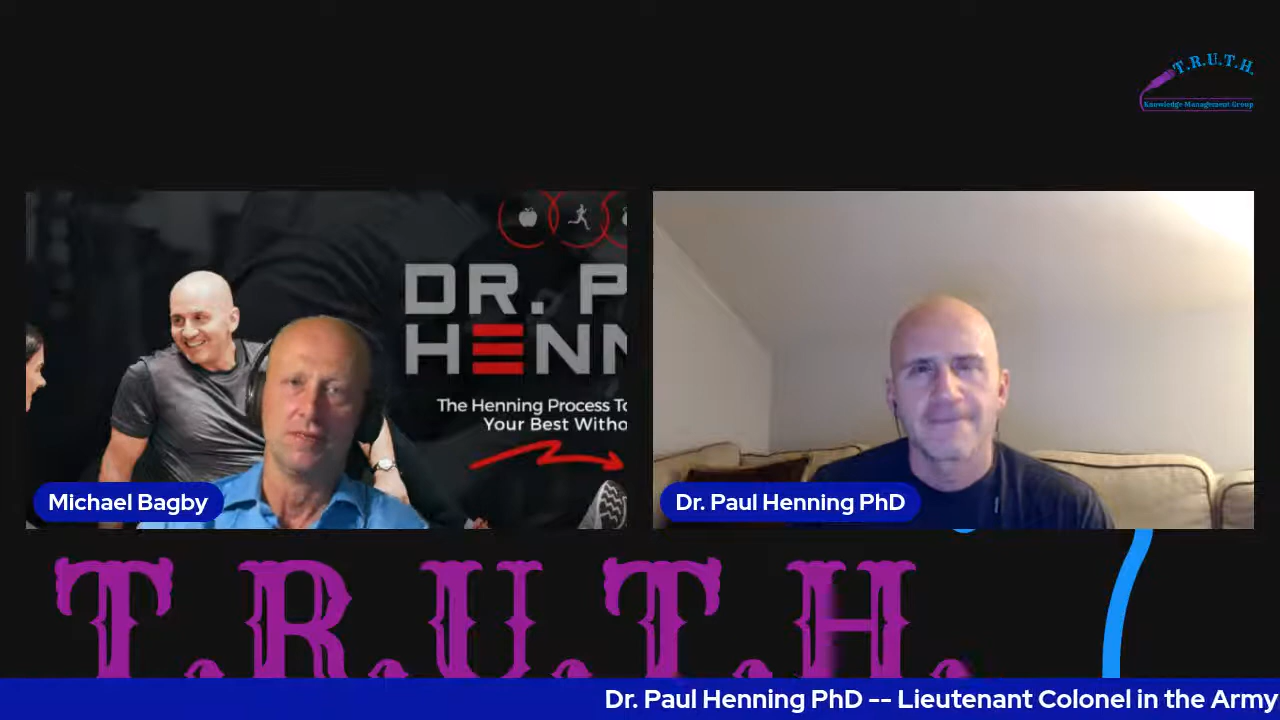 T.R.U.T.H.
Knowledge Management Group
DR. P
HENN
The Henning Process To
Your Best Witho
Michael Bagby
Dr. Paul Henning PhD
T.R.U.T.H.
Dr. Paul Henning PhD -- Lieutenant Colonel in the Army